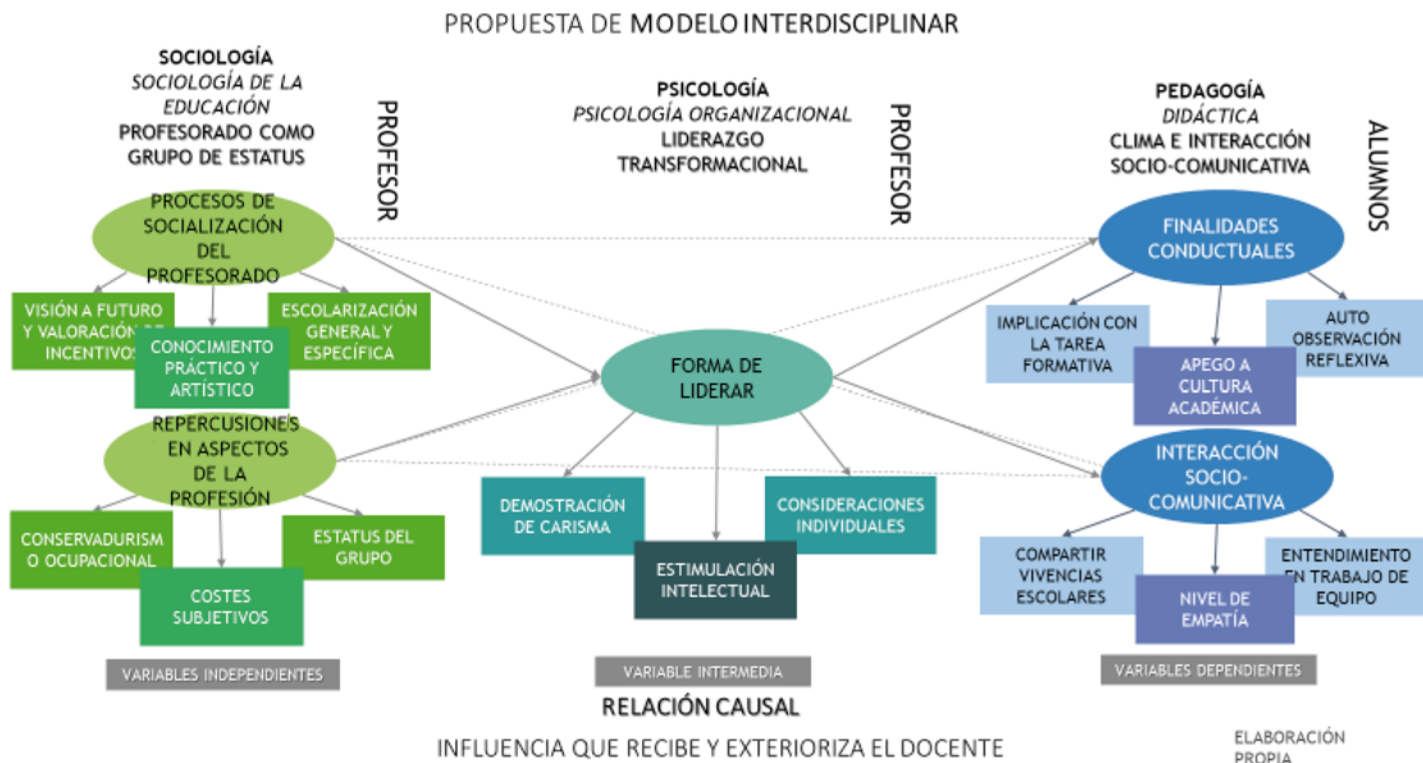 PROPUESTA DE MODELO INTERDISCIPLINAR
SOCIOLOGÍA
SOCIOLOGÍA DE LA
EDUCACIÓN
PROFESORADO COMO
GRUPO DE ESTATUS
PROFESOR
PSICOLOGÍA
PSICOLOGÍA ORGANIZACIONAL
LIDERAZGO
TRANSFORMACIONAL
PROFESOR
PEDAGOGÍA
DIDÁCTICA
CLIMA E INTERACCIÓN
SOCIO-COMUNICATIVA
ALUMNOS
PROCESOS DE
SOCIALIZACIÓN
DEL
PROFESORADO
VISIÓN A FUTURO
Y VALORACIÓN DE
INCENTIVOS
CONOCIMIENTO
PRÁCTICO Y
ARTÍSTICO
ESCOLARIZACIÓN
GENERAL Y
ESPECÍFICA
REPERCUSIONES
EN ASPECTOS
DE LA
PROFESIÓN
CONSERVADURISM
O OCUPACIONAL
COSTES
SUBJETIVOS
ESTATUS DEL
GRUPO
FORMA DE
LIDERAR
DEMOSTRACIÓN
DE CARISMA
ESTIMULACIÓN
INTELECTUAL
CONSIDERACIONES
INDIVIDUALES
FINALIDADES
CONDUCTUALES
IMPLICACIÓN CON
LA TAREA
FORMATIVA
APEGO A
CULTURA
ACADÉMICA
AUTO
OBSERVACIÓN
REFLEXIVA
INTERACCIÓN
SOCIO-
COMUNICATIVA
COMPARTIR
VIVENCIAS
ESCOLARES
NIVEL DE
EMPATÍA
ENTENDIMIENTO
EN TRABAJO DE
EQUIPO
VARIABLES INDEPENDIENTES
VARIABLE INTERMEDIA
VARIABLES DEPENDIENTES
RELACIÓN CAUSAL
INFLUENCIA QUE RECIBE Y EXTERIORIZA EL DOCENTE
ELABORACIÓN
PROPIA